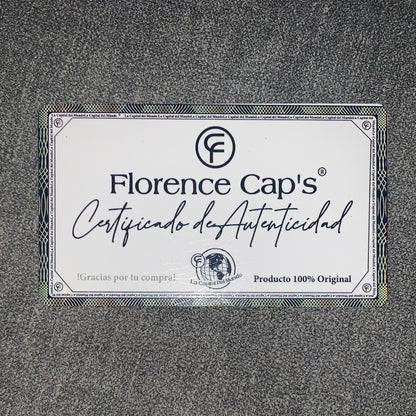 CF
Florence Cap's®
Certificado de Autenticidad
!Gracias por tu compra!
La Capital Del Mundo
Producto 100% Original